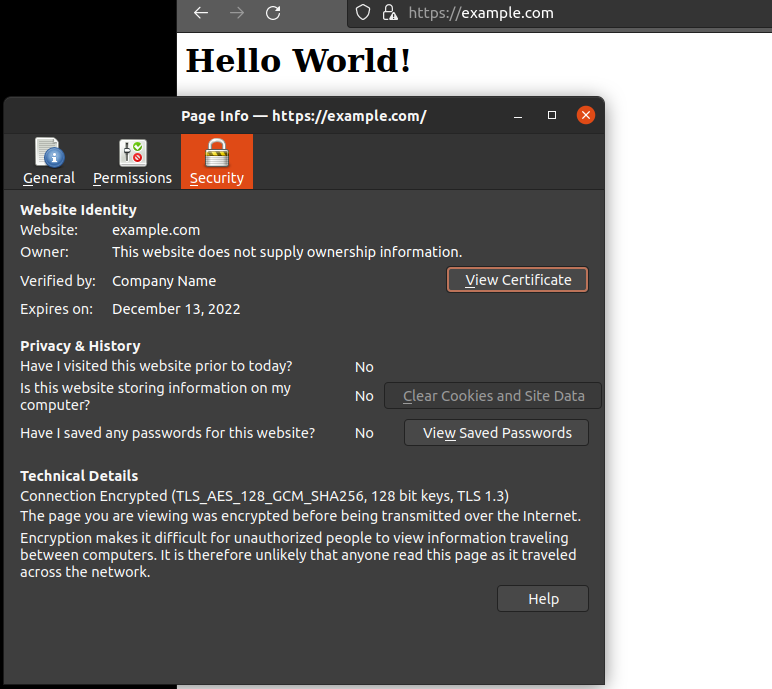 https://example.com
Hello World!
Page Info — https://example.com/
General Permissions Security
Website Identity
Website: example.com
Owner: This website does not supply ownership information.
Verified by: Company Name View Certificate
Expires on: December 13, 2022
Privacy & History
Have I visited this website prior to today? No
Is this website storing information on my
computer? No Clear Cookies and Site Data
Have I saved any passwords for this website? No View Saved Passwords
Technical Details
Connection Encrypted (TLS_AES_128_GCM_SHA256, 128 bit keys, TLS 1.3)
The page you are viewing was encrypted before being transmitted over the Internet.
Encryption makes it difficult for unauthorized people to view information traveling
between computers. It is therefore unlikely that anyone read this page as it traveled
across the network.
Help